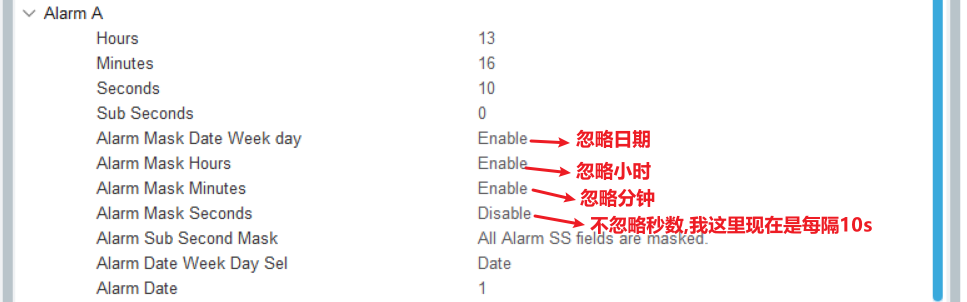 Alarm A
Hours 13
Minutes 16
Seconds 10
Sub Seconds 0
Alarm Mask Date Week day Enable 忽略日期
Alarm Mask Hours Enable 忽略小时
Alarm Mask Minutes Enable 忽略分钟
Alarm Mask Seconds Disable 不忽略秒数,我这里现在是每隔10s
Alarm Sub Second Mask All Alarm SS fields are masked.
Alarm Date Week Day Sel Date
Alarm Date 1